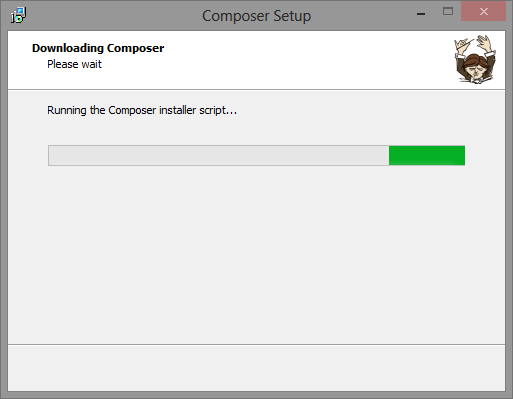 Composer Setup
Downloading Composer
Please wait
Running the Composer installer script...